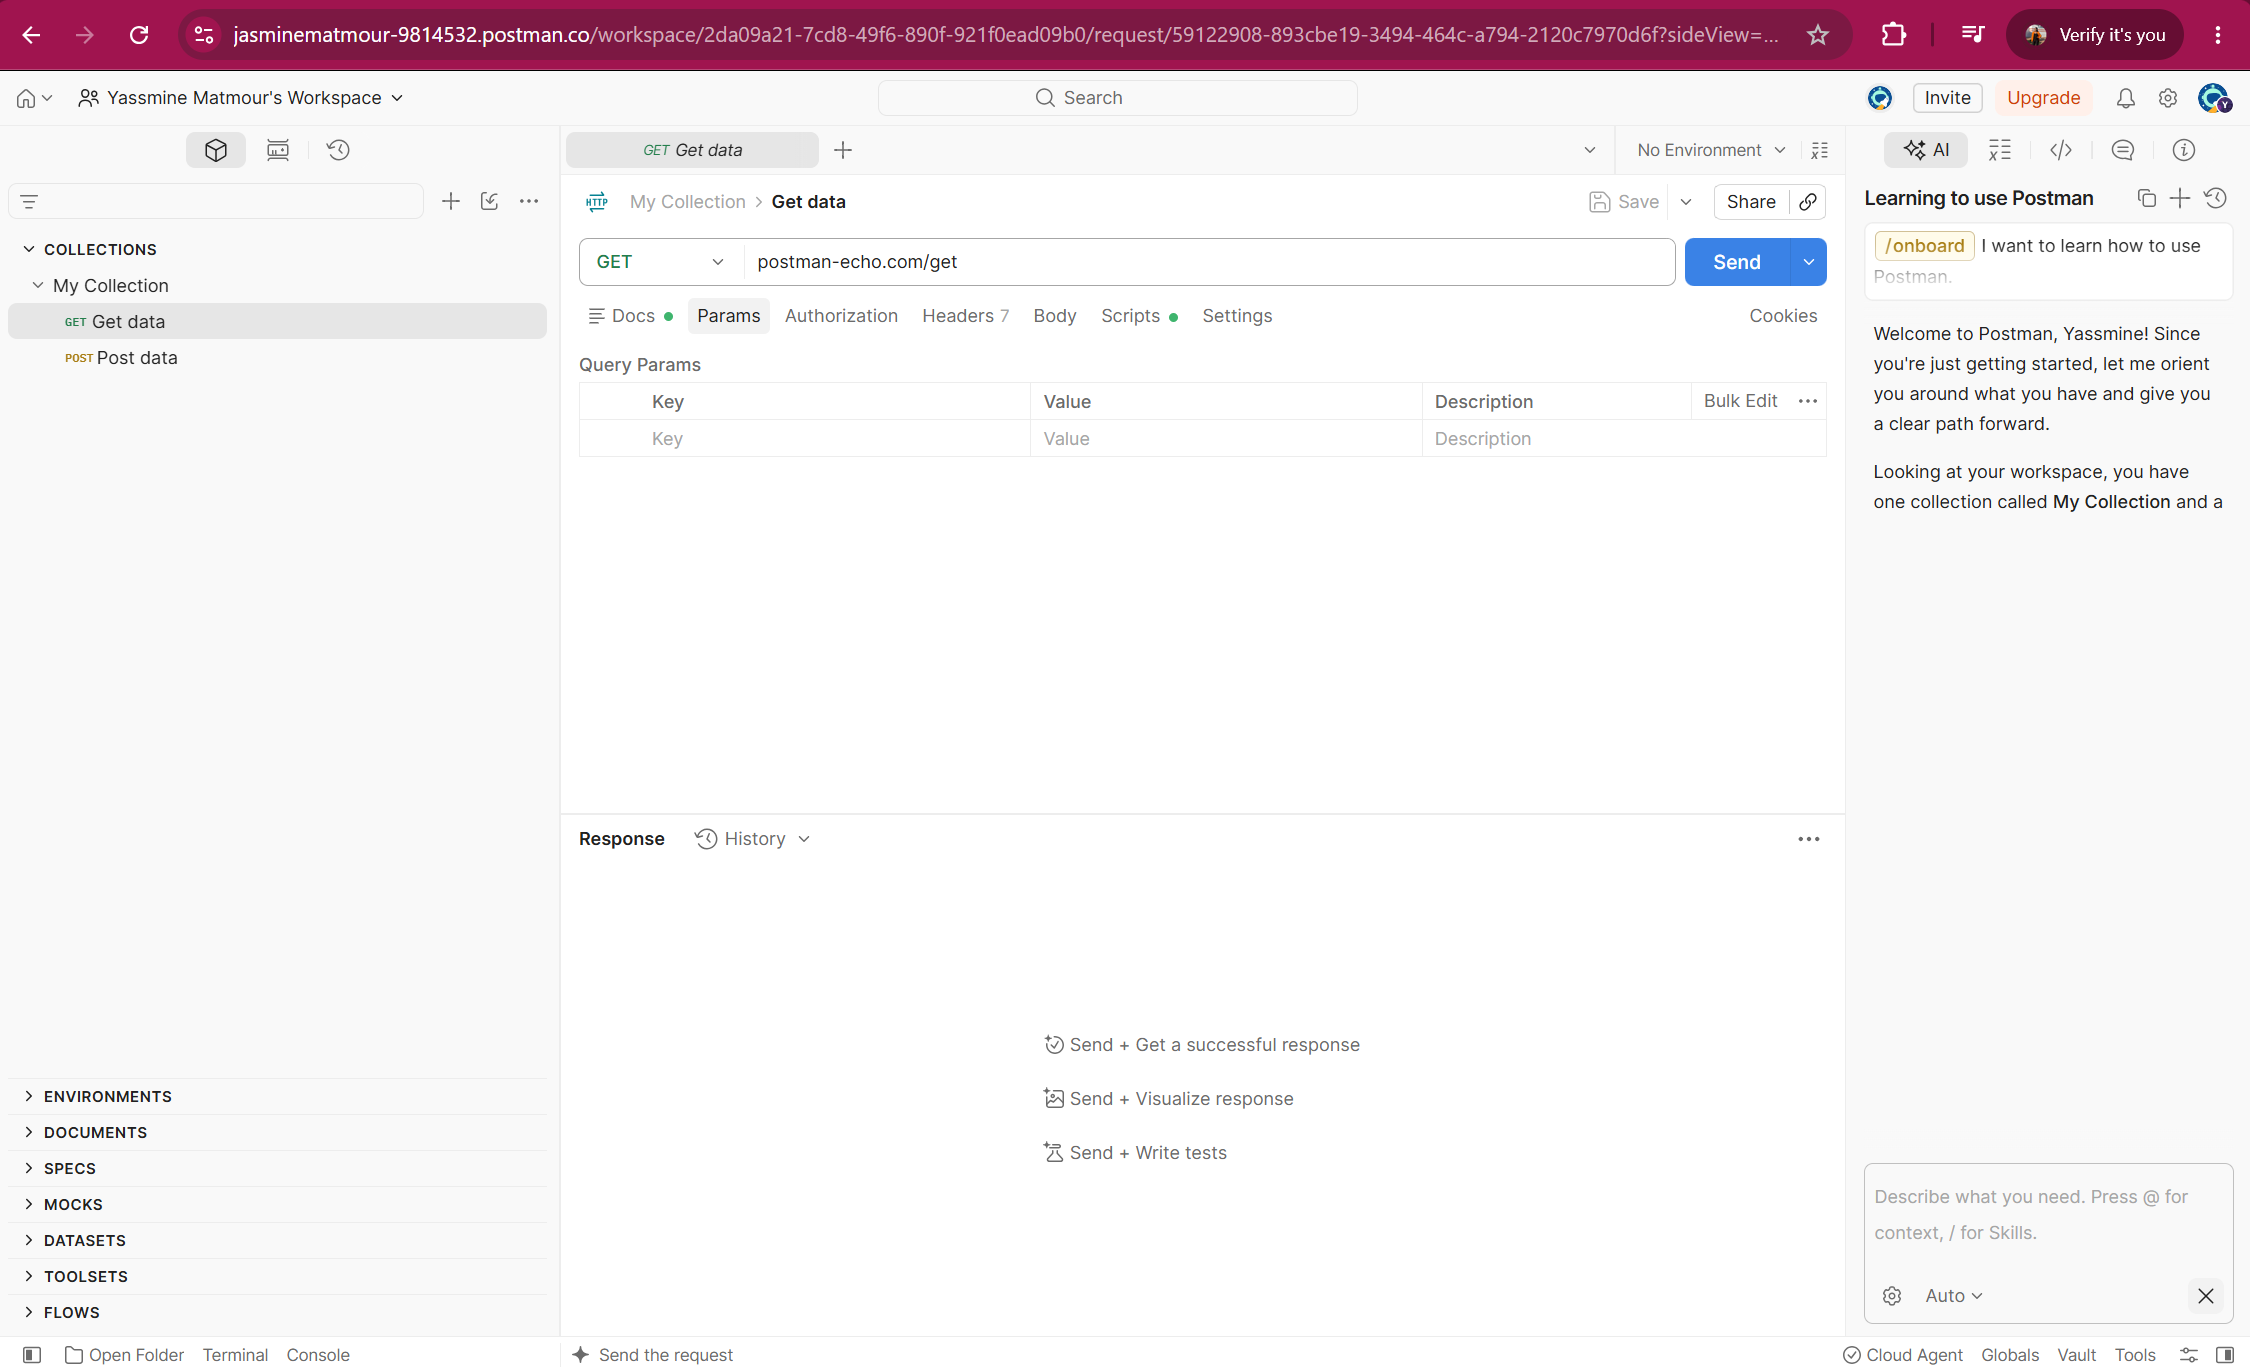 jasminematmour-9814532.postman.co/workspace/2da09a21-7cd8-49f6-890f-921f0ead09b0/request/59122908-893cbe19-3494-464c-a794-2120c7970d6f?sideView=...
Verify it's you
Yassmine Matmour's Workspace
Search
Invite
Upgrade
Y
GET Get data
No Environment
AI
My Collection > Get data
Save
Share
Learning to use Postman
COLLECTIONS
My Collection
GET Get data
POST Post data
HTTP
GET
postman-echo.com/get
Send
/onboard I want to learn how to use
Postman.
Docs
Params
Authorization
Headers 7
Body
Scripts
Settings
Cookies
Query Params
Key
Value
Description
Bulk Edit
Key
Value
Description
Welcome to Postman, Yassmine! Since
you're just getting started, let me orient
you around what you have and give you
a clear path forward.
Looking at your workspace, you have
one collection called My Collection and a
Response
History
Send + Get a successful response
Send + Visualize response
Send + Write tests
ENVIRONMENTS
DOCUMENTS
SPECS
MOCKS
DATASETS
TOOLSETS
FLOWS
Describe what you need. Press @ for
context, / for Skills.
Auto
Open Folder
Terminal
Console
Send the request
Cloud Agent
Globals
Vault
Tools